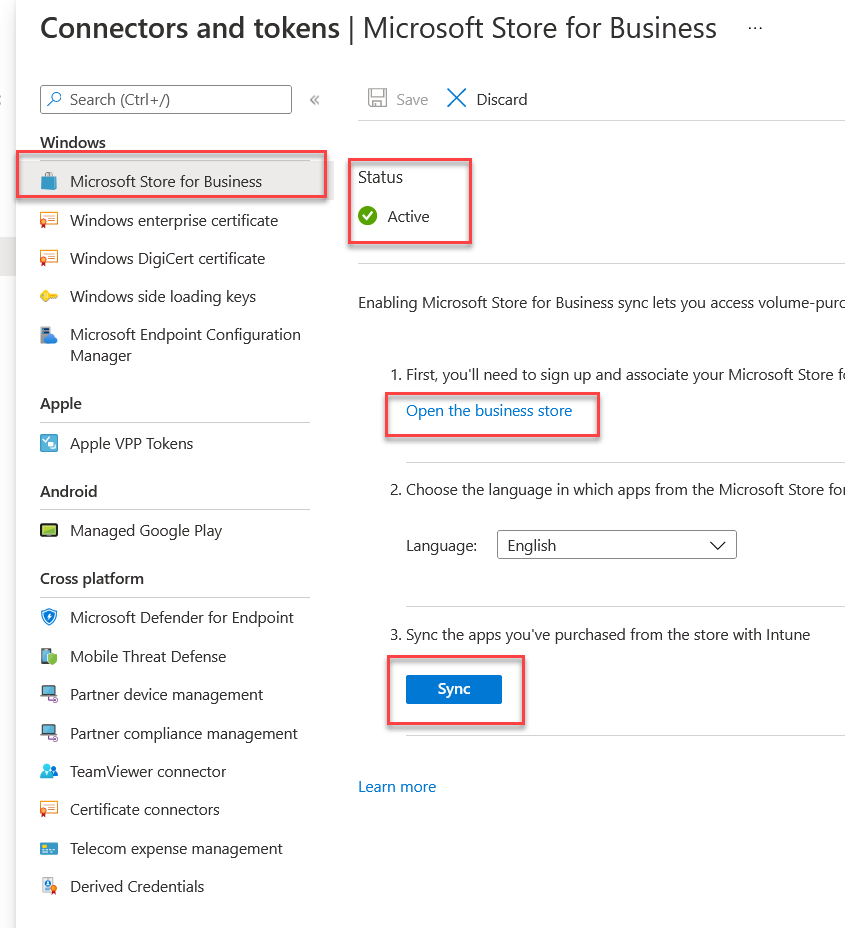 Connectors and tokens | Microsoft Store for Business ...
Search (Ctrl+/)
«
Save
Discard
Windows
Microsoft Store for Business
Windows enterprise certificate
Windows DigiCert certificate
Windows side loading keys
Microsoft Endpoint Configuration
Manager
Apple
Apple VPP Tokens
Android
Managed Google Play
Cross platform
Microsoft Defender for Endpoint
Mobile Threat Defense
Partner device management
Partner compliance management
TeamViewer connector
Certificate connectors
Telecom expense management
Derived Credentials
Status
Active
Enabling Microsoft Store for Business sync lets you access volume-purc
1. First, you'll need to sign up and associate your Microsoft Store fo
Open the business store
2. Choose the language in which apps from the Microsoft Store for
Language:
English
3. Sync the apps you've purchased from the store with Intune
Sync
Learn more